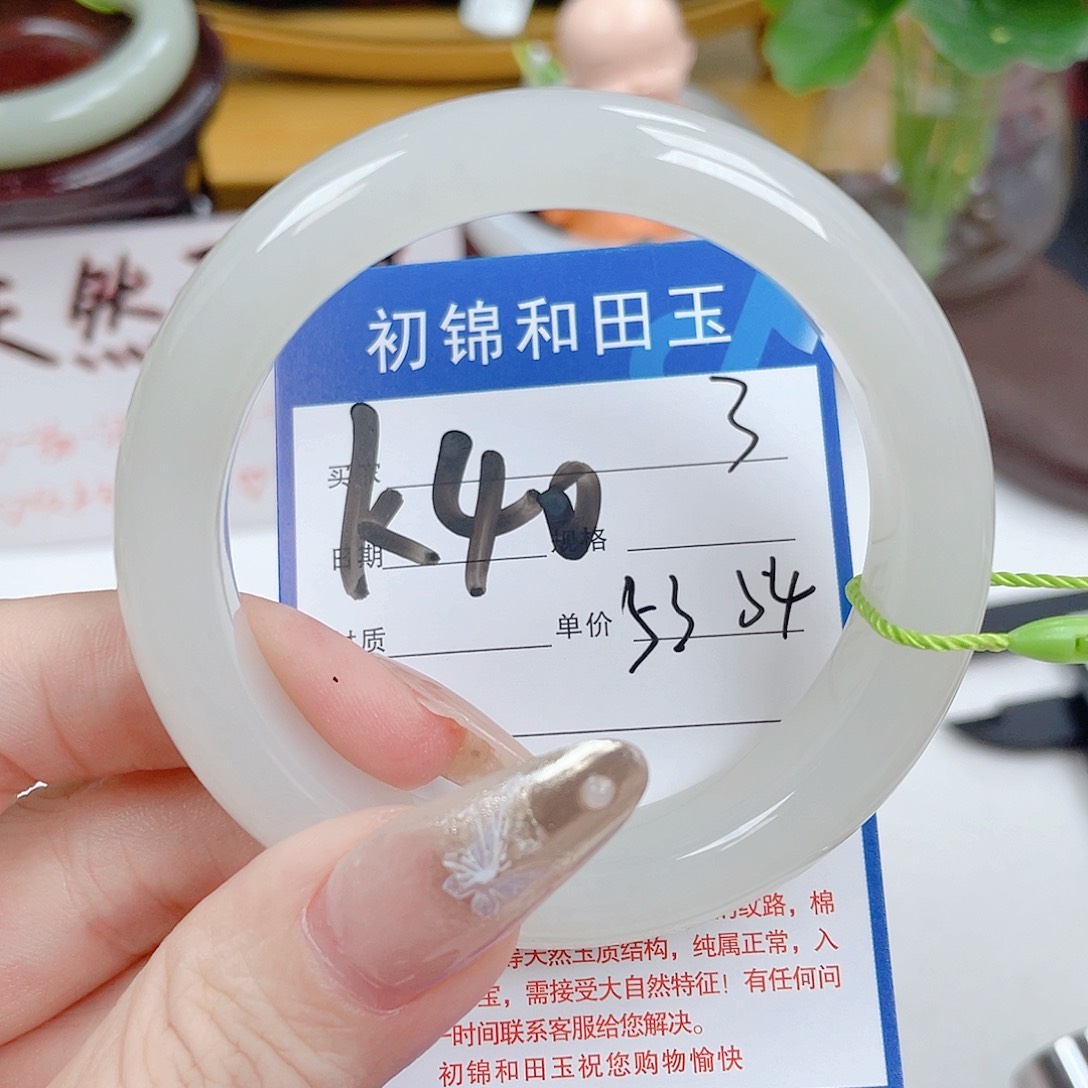 天然
初锦和田玉
3
买家
k40
日期 规格
材质 单价 53 54
纹路，棉
等天然玉质结构，纯属正常，入
宝，需接受大自然特征！有任何问
一时间联系客服给您解决。
初锦和田玉祝您购物愉快